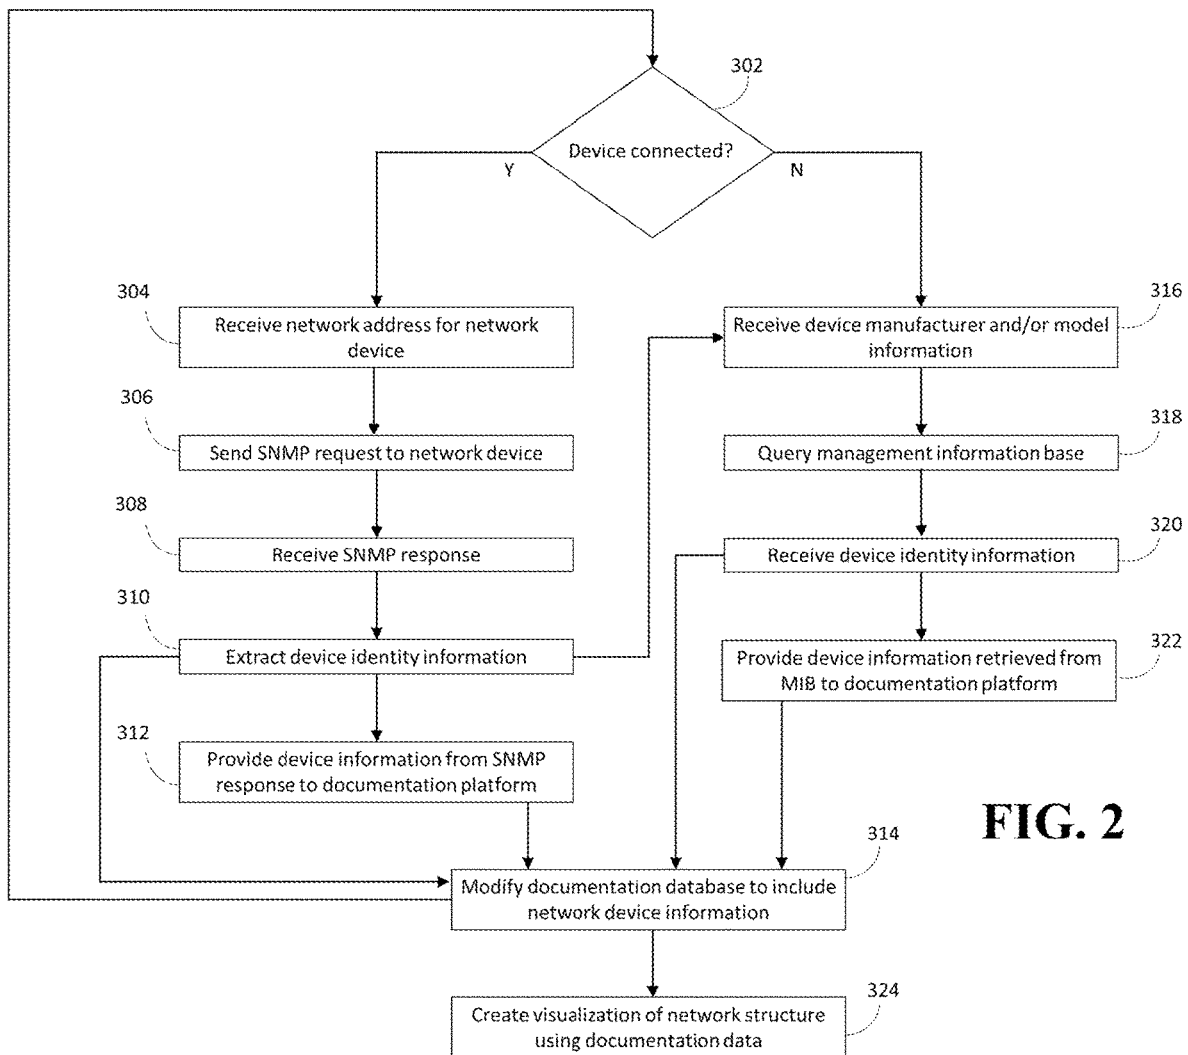 302
Device connected?
Y
N
304
Receive network address for network
device
316
Receive device manufacturer and/or model
information
306
Send SNMP request to network device
318
Query management information base
308
Receive SNMP response
320
Receive device identity information
310
Extract device identity information
322
Provide device information retrieved from
MIB to documentation platform
312
Provide device information from SNMP
response to documentation platform
FIG. 2
314
Modify documentation database to include
network device information
324
Create visualization of network structure
using documentation data